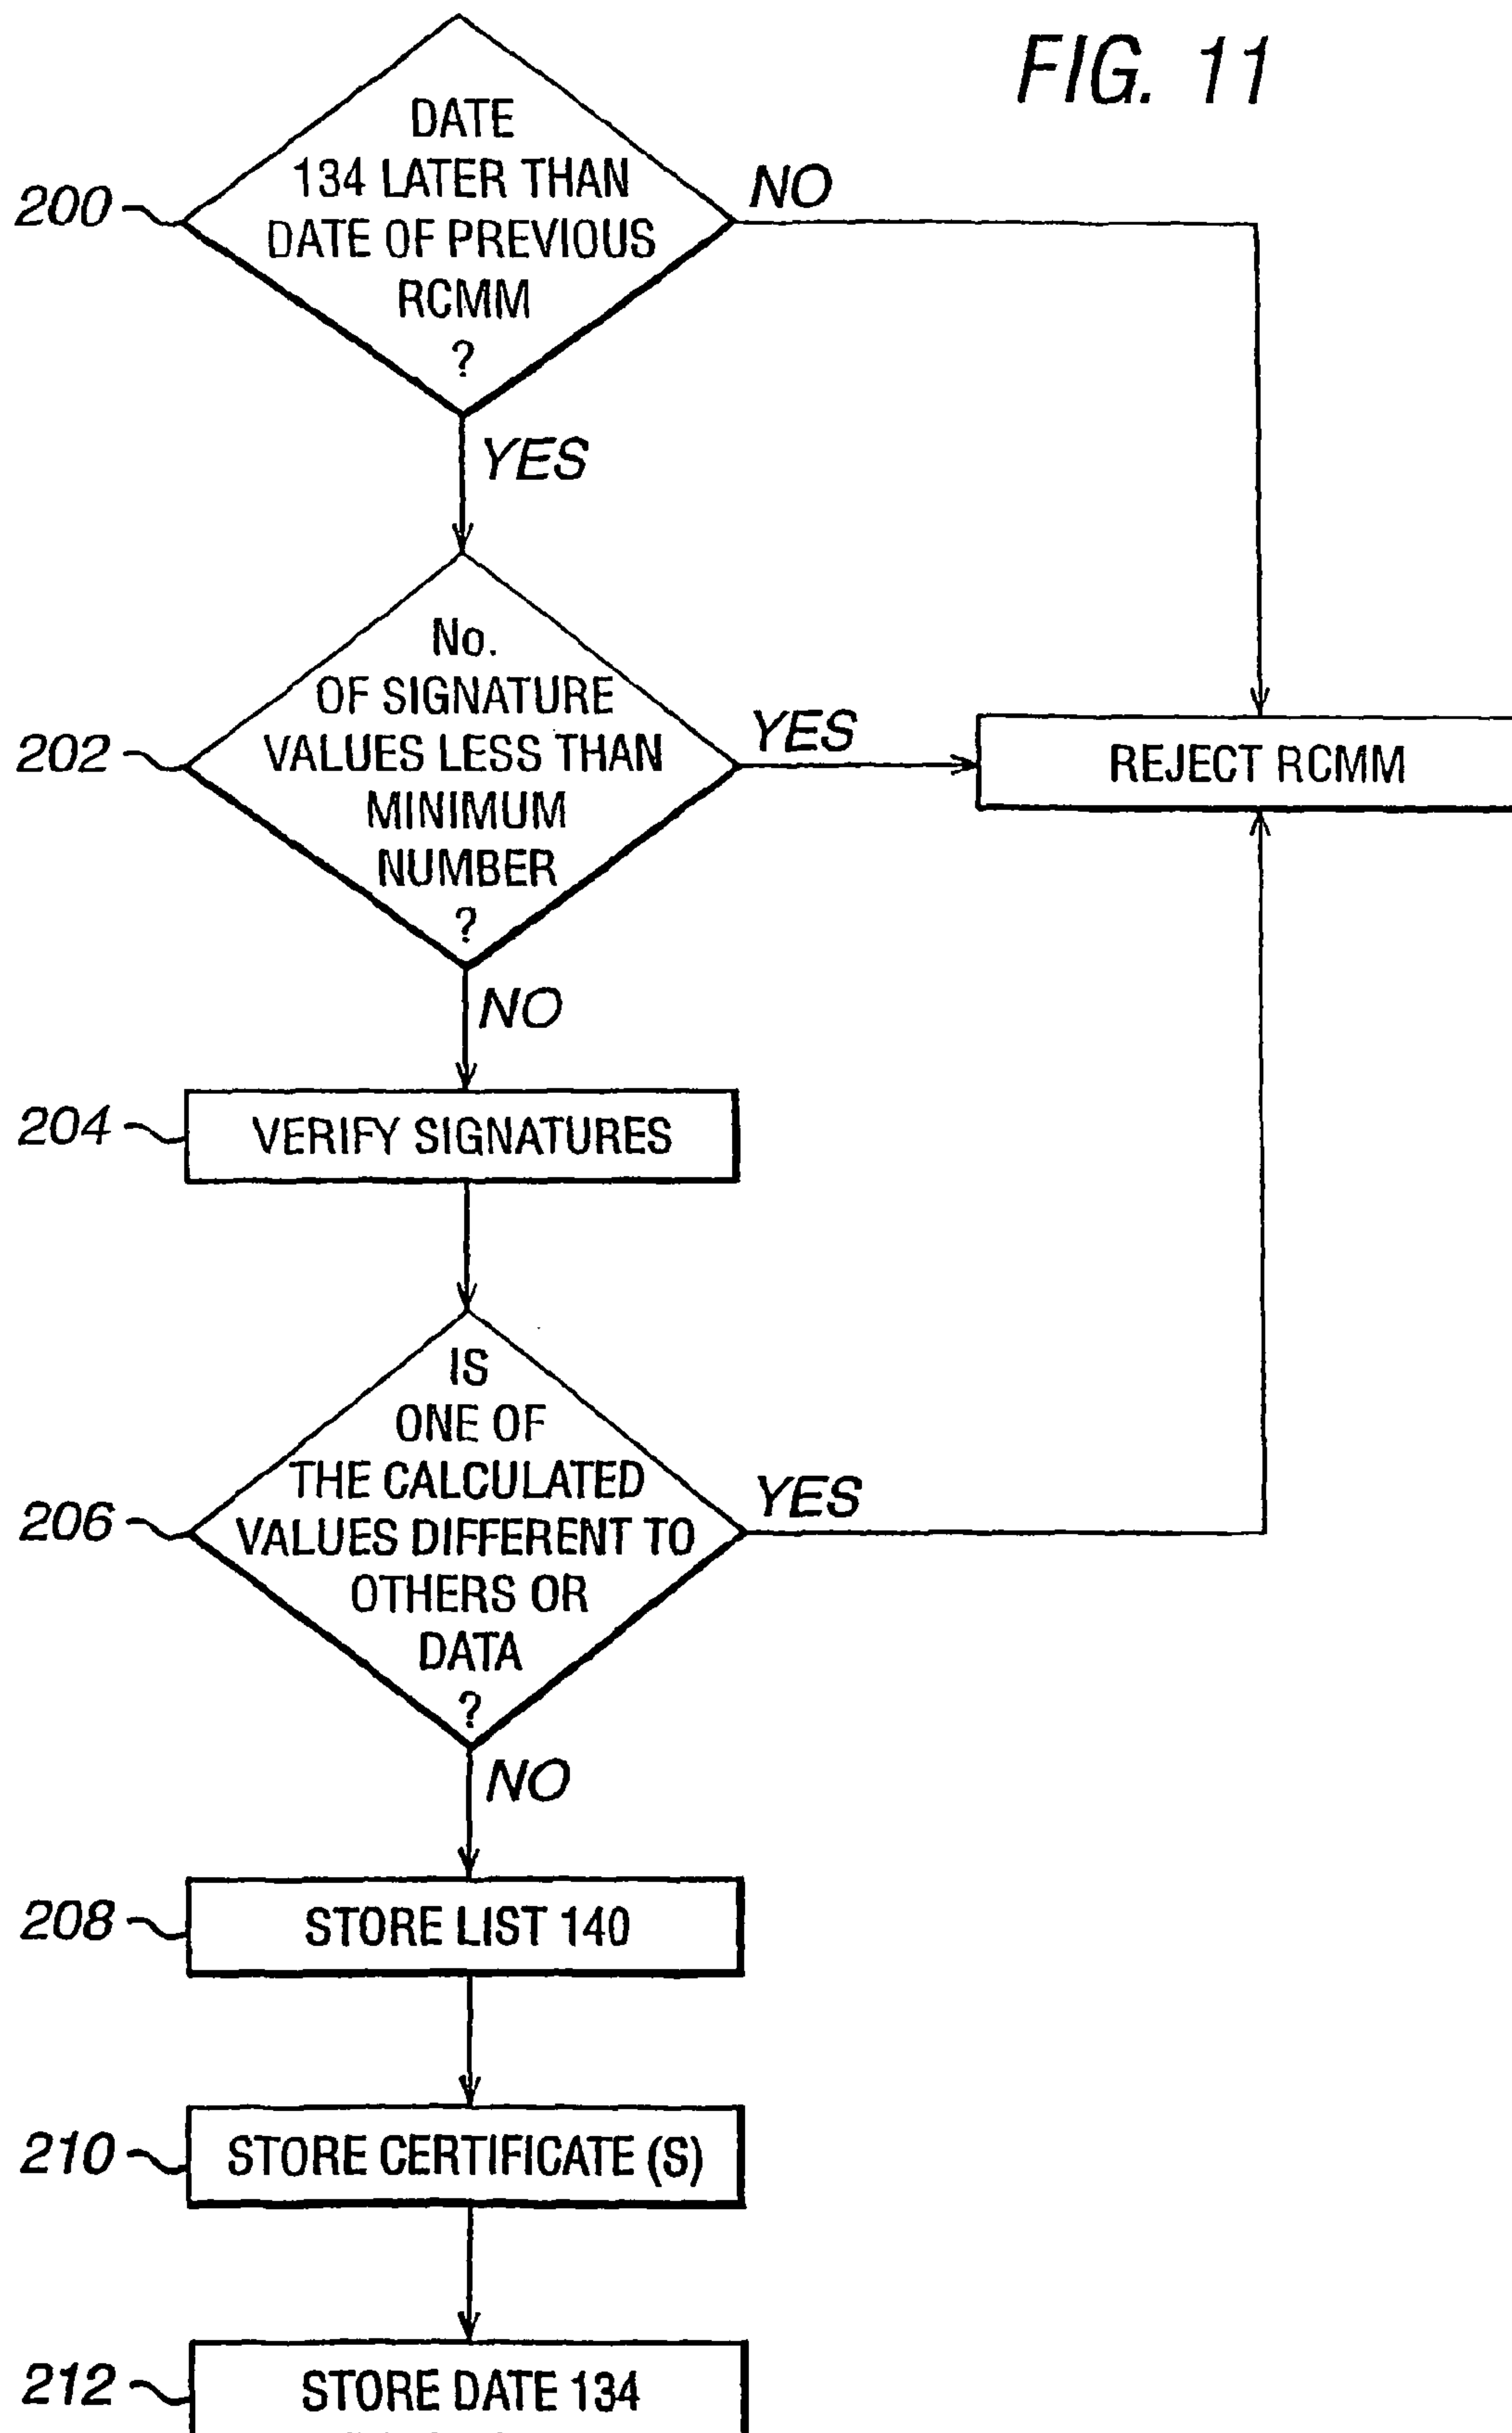 FIG. 11
DATE
134 LATER THAN
DATE OF PREVIOUS
RCMM
?
200
NO
YES
No.
OF SIGNATURE
VALUES LESS THAN
MINIMUM
NUMBER
?
202
YES
REJECT RCMM
NO
204
VERIFY SIGNATURES
IS
ONE OF
THE CALCULATED
VALUES DIFFERENT TO
OTHERS OR
DATA
?
206
YES
NO
208
STORE LIST 140
210
STORE CERTIFICATE (S)
212
STORE DATE 134